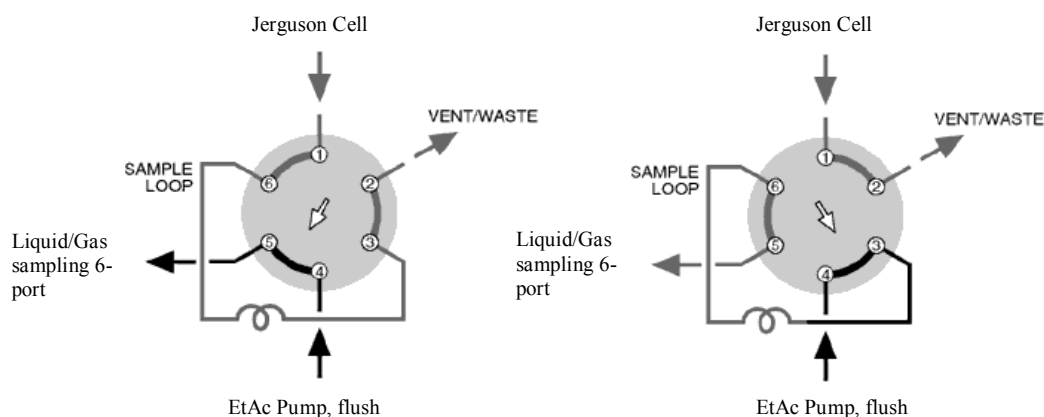 Jerguson Cell
VENT/WASTE
1
2
SAMPLE
LOOP
6
3
5
4
Liquid/Gas
sampling 6-
port
EtAc Pump, flush
Jerguson Cell
VENT/WASTE
1
2
SAMPLE
LOOP
6
3
5
4
Liquid/Gas
sampling 6-
port
EtAc Pump, flush